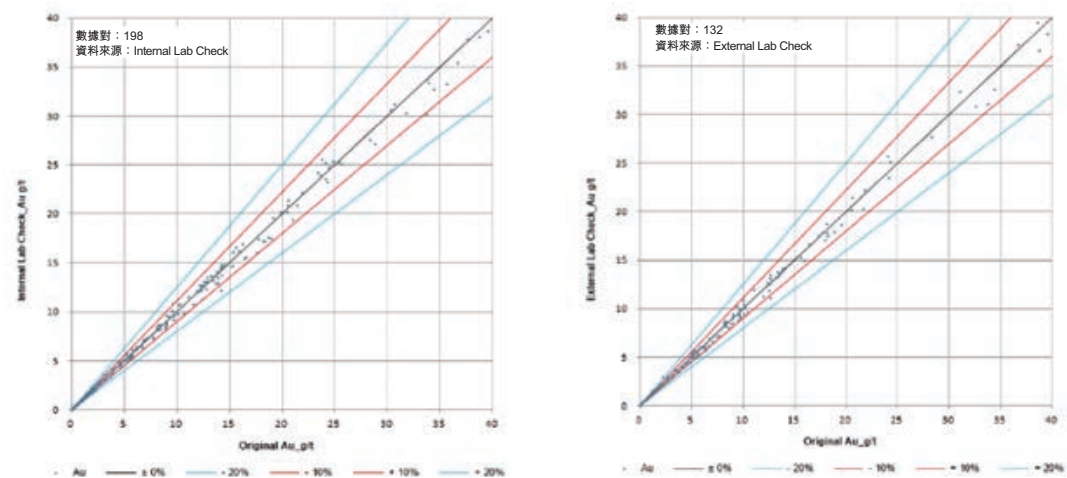 數據對：198
資料來源：Internal Lab Check
40
35
30
25
20
15
10
5
0
Internal Lab Check_Au g/t
0 5 10 15 20 25 30 35 40
Original Au_g/t
Au ± 0% - 20% - 10% + 10% + 20%
數據對：132
資料來源：External Lab Check
40
35
30
25
20
15
10
5
0
External Lab Check_Au g/t
0 5 10 15 20 25 30 35 40
Original Au_g/t
Au ± 0% - 20% - 10% = 10% = 20%